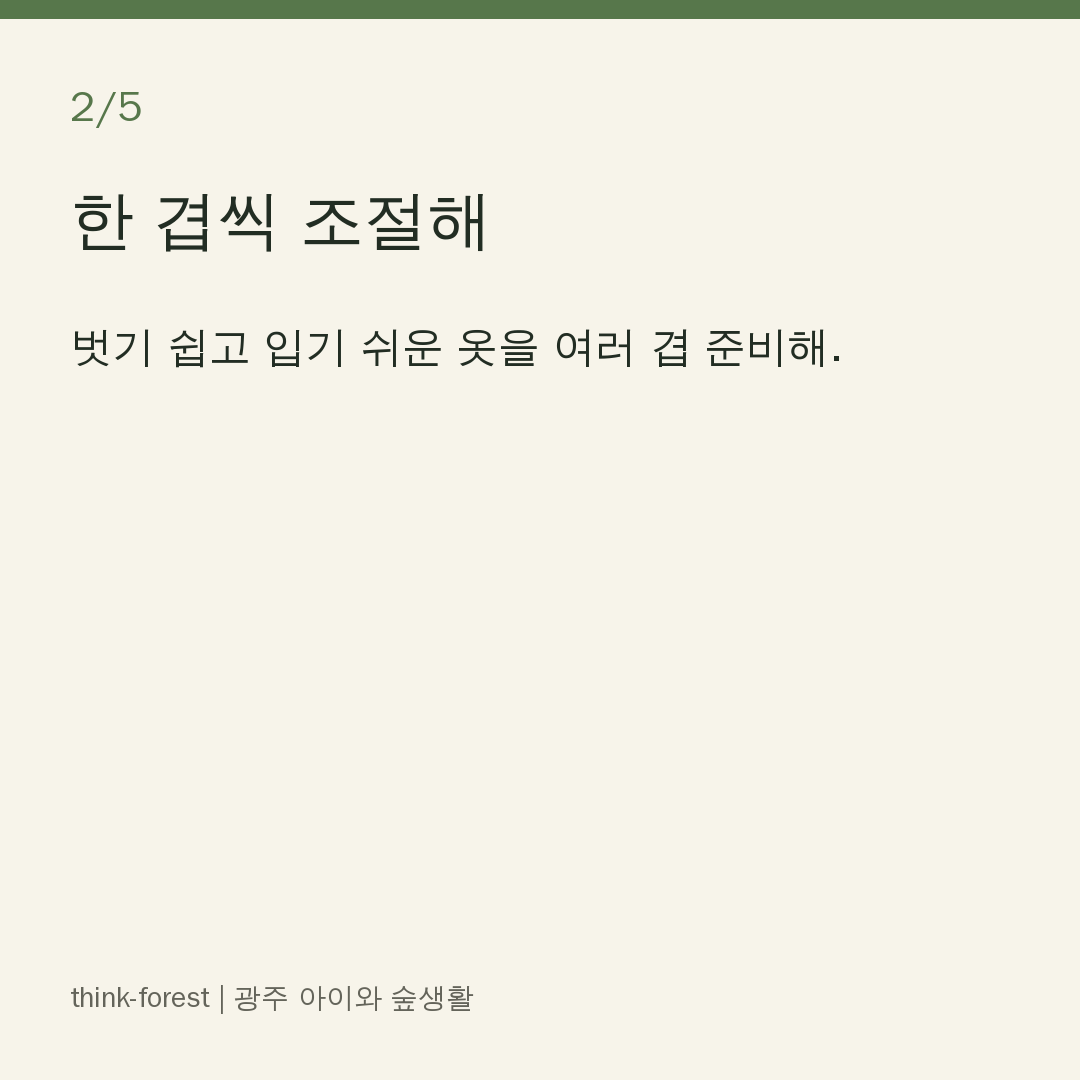 2/5
한 겹씩 조절해
벗기 쉽고 입기 쉬운 옷을 여러 겹 준비해.
think-forest | 광주 아이와 숲생활